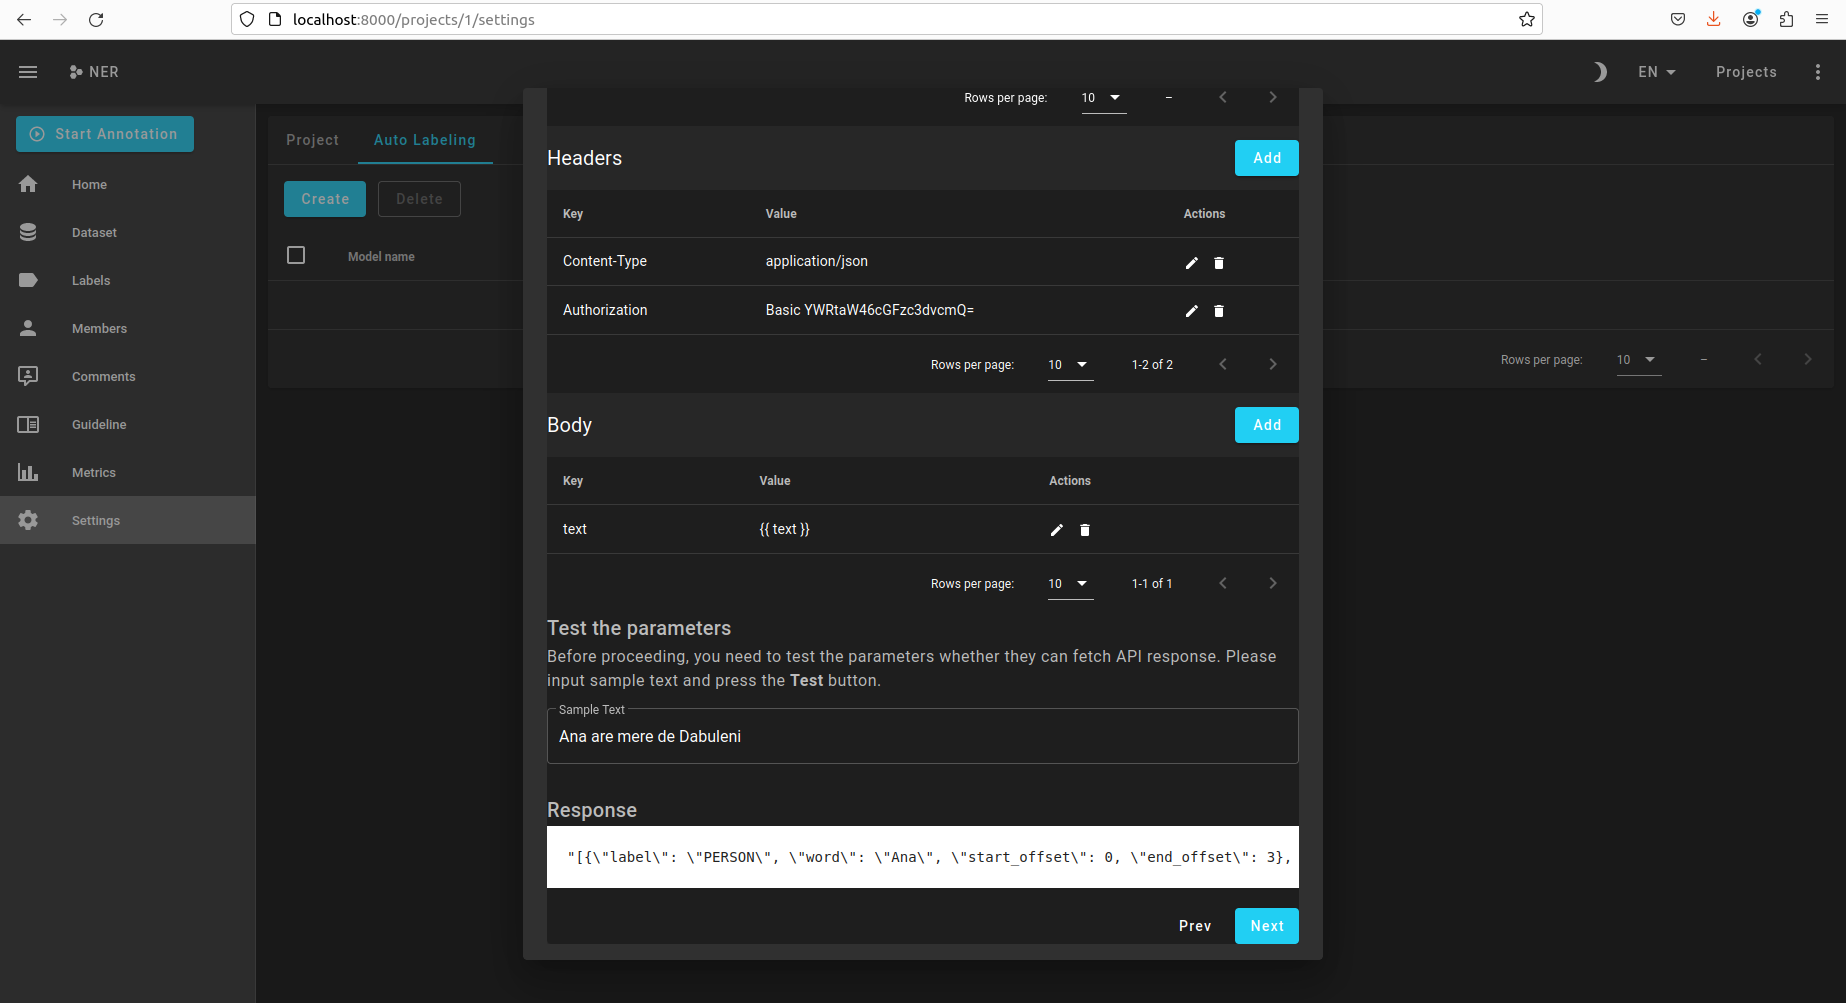 localhost:8000/projects/1/settings
NER
EN
Projects
Start Annotation
Home
Dataset
Labels
Members
Comments
Guideline
Metrics
Settings
Project
Auto Labeling
Create
Delete
Model name
Rows per page:
10
–
Rows per page:
10
–
Headers
Add
Key Value Actions
Content-Type application/json
Authorization Basic YWRtaW46cGFzc3dvcmQ=
Rows per page: 10 1-2 of 2
Body
Add
Key Value Actions
text {{ text }}
Rows per page: 10 1-1 of 1
Test the parameters
Before proceeding, you need to test the parameters whether they can fetch API response. Please
input sample text and press the Test button.
Sample Text
Ana are mere de Dabuleni
Response
"[{\"label\": \"PERSON\", \"word\": \"Ana\", \"start_offset\": 0, \"end_offset\": 3},
Prev
Next